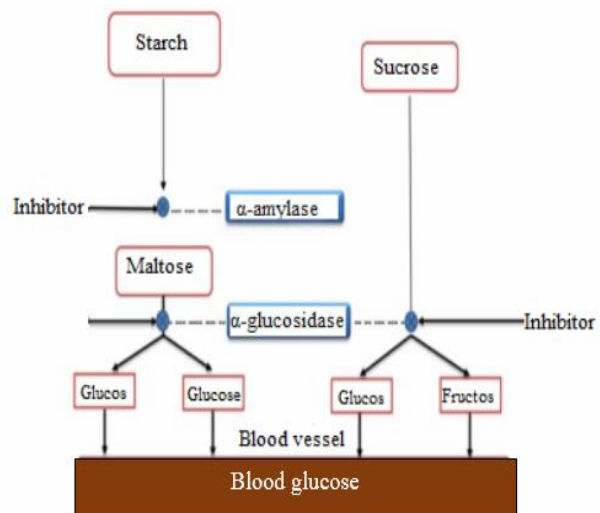 Starch
Sucrose
Inhibitor
α-amylase
Maltose
α-glucosidase
Inhibitor
Glucos
Glucose
Glucos
Fructos
Blood vessel
Blood glucose